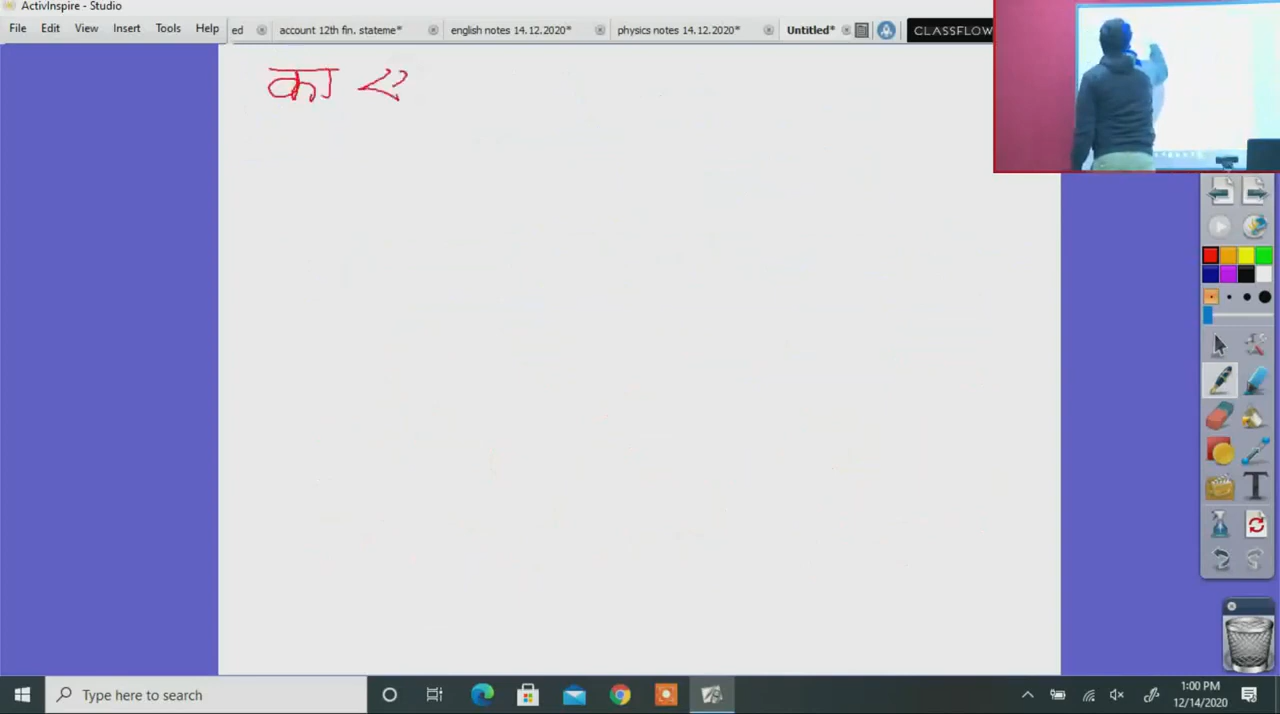 ActivInspire - Studio
File Edit View Insert Tools Help ed account 12th fin. stateme* english notes 14.12.2020* physics notes 14.12.2020* Untitled* CLASSFLOW
का
T
Type here to search
1:00 PM
12/14/2020